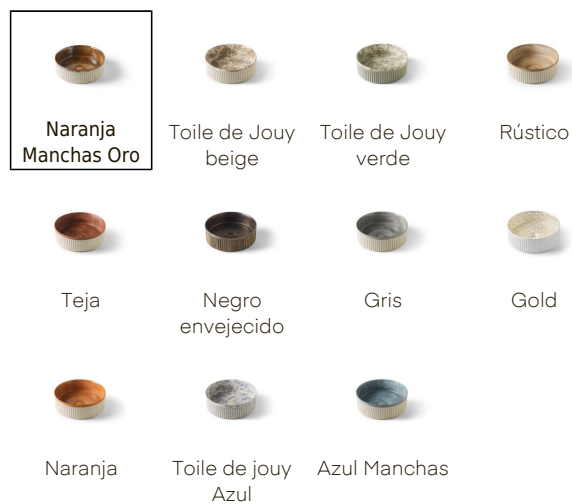 Naranja
Manchas Oro
Toile de Jouy
beige
Toile de Jouy
verde
Rústico
Teja
Negro
envejecido
Gris
Gold
Naranja
Toile de jouy
Azul
Azul Manchas